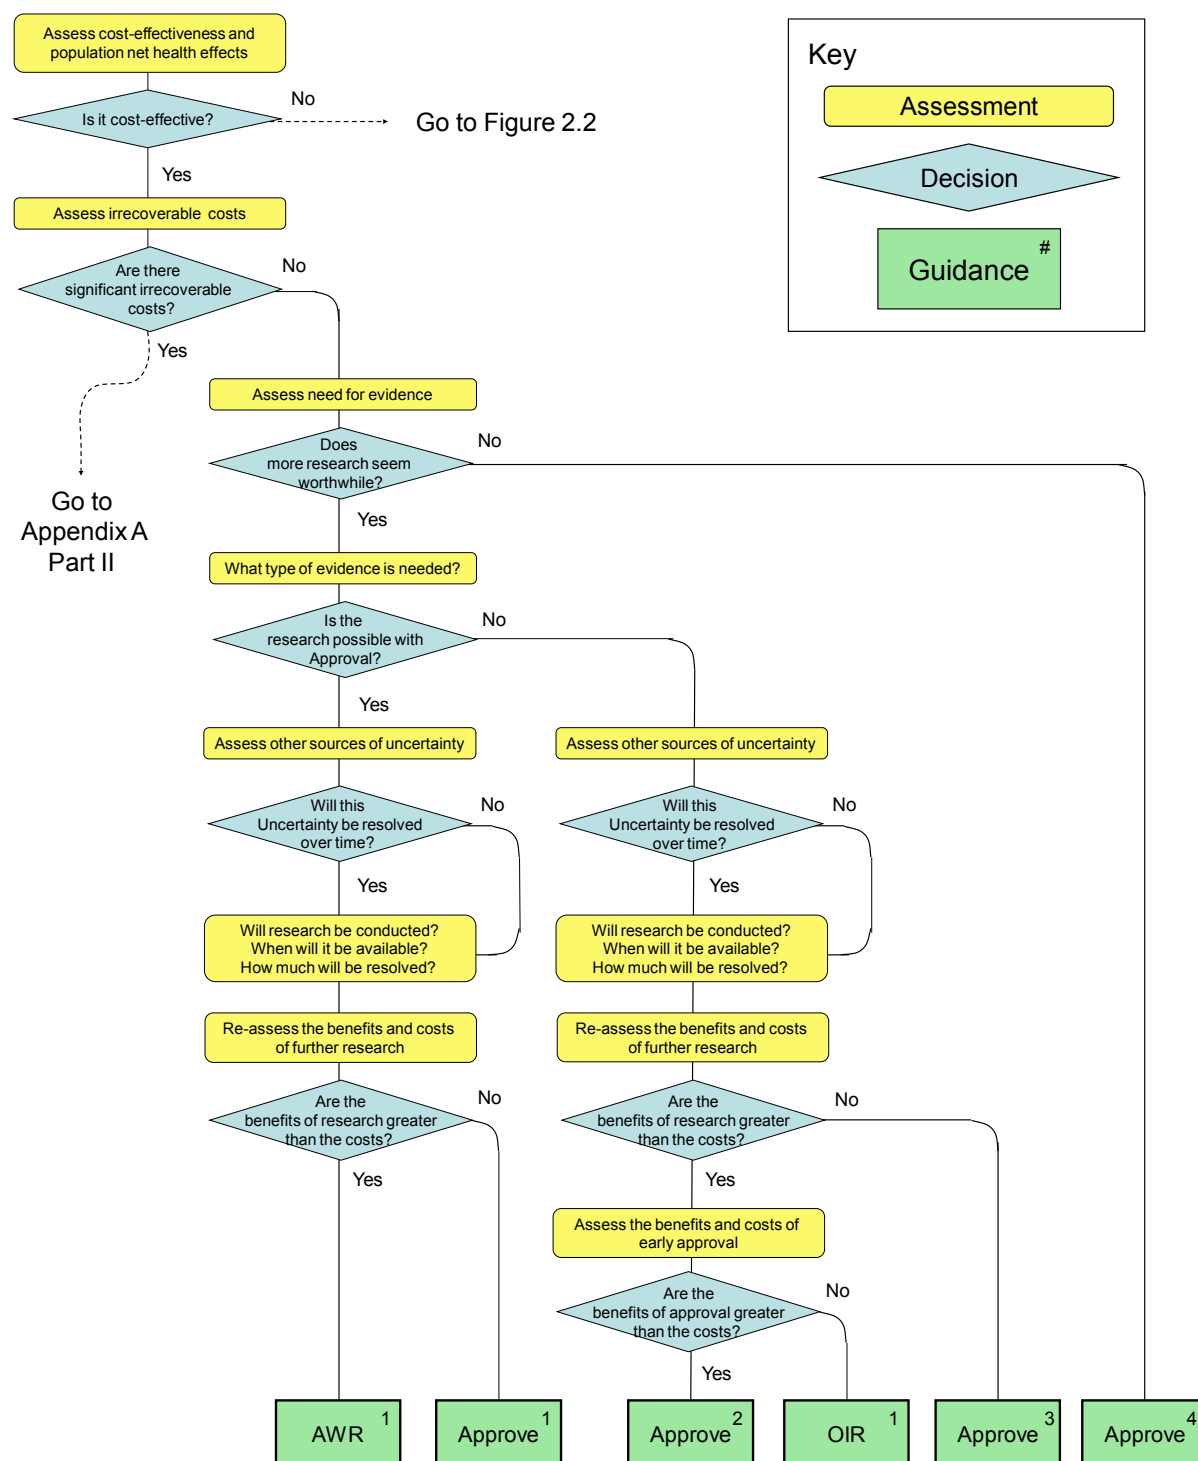 Assess cost-effectiveness and
population net health effects
Is it cost-effective?
No
Go to Figure 2.2
Yes
Key
Assessment
Decision
Guidance #
Assess irrecoverable costs
Are there
significant irrecoverable
costs?
No
Yes
Go to
Appendix A
Part II
Assess need for evidence
Does
more research seem
worthwhile?
No
Yes
What type of evidence is needed?
Is the
research possible with
Approval?
No
Yes
Assess other sources of uncertainty
Will this
Uncertainty be resolved
over time?
No
Yes
Will research be conducted?
When will it be available?
How much will be resolved?
Re-assess the benefits and costs
of further research
Are the
benefits of research greater
than the costs?
No
Yes
Assess other sources of uncertainty
Will this
Uncertainty be resolved
over time?
No
Yes
Will research be conducted?
When will it be available?
How much will be resolved?
Re-assess the benefits and costs
of further research
Are the
benefits of research greater
than the costs?
No
Yes
Assess the benefits and costs of
early approval
Are the
benefits of approval greater
than the costs?
No
Yes
AWR 1
Approve 1
Approve 2
OIR 1
Approve 3
Approve 4